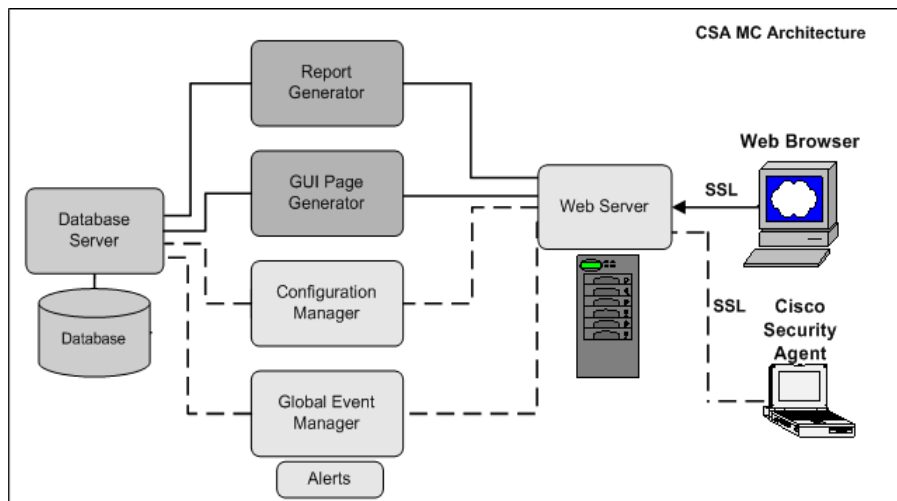 CSA MC Architecture
Report
Generator
GUI Page
Generator
Database
Server
Database
Configuration
Manager
Global Event
Manager
Alerts
Web Server
SSL
Web Browser
SSL
Cisco
Security
Agent